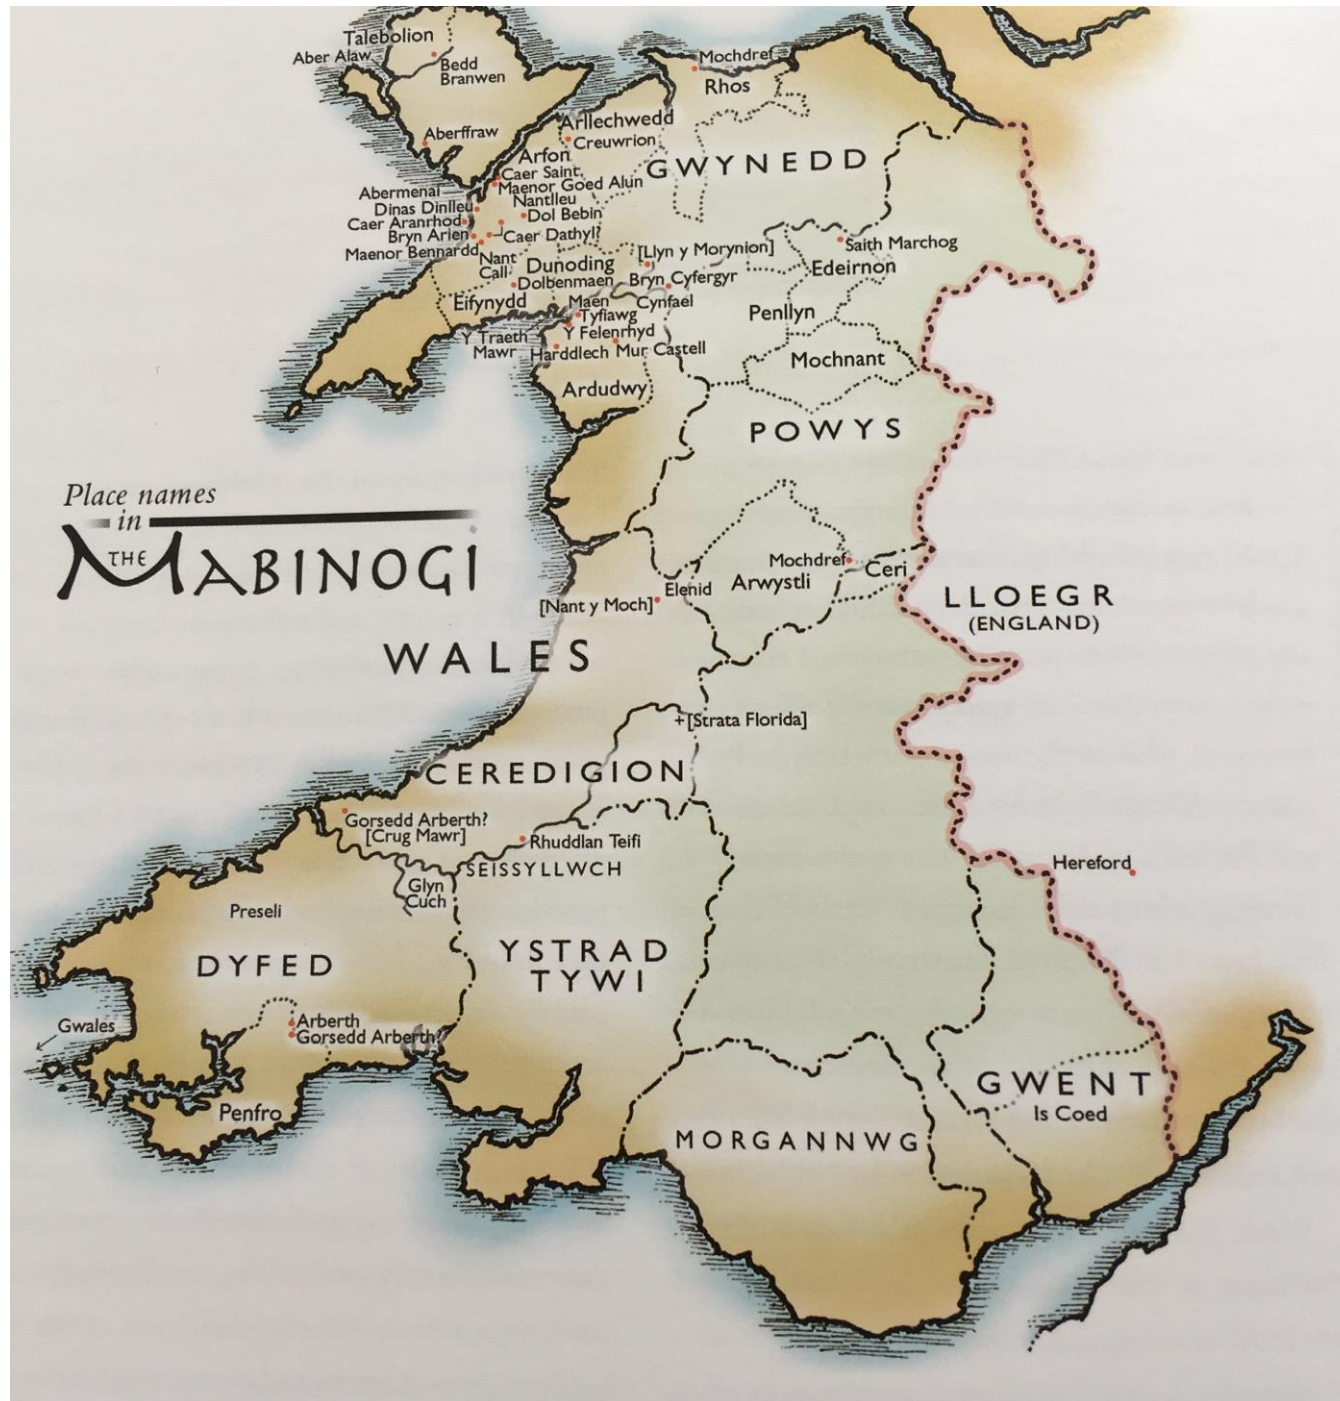 Talebolion
Aber Alaw
Bedd
Branwen
Aberffraw
Mochdref
Rhos
Arllechwedd
Creuwrion
GWYNEDD
Arfon
Caer Saint
Maenor Goed Alun
Abermenai
Nantlleu
Dinas Dinlleu
Dol Bebin
Caer Aranrhod
Bryn Arien
Caer Dathyl?
Maenor Bennardd
Nant
Call
Dunoding
[Llyn y Morynion]
Saith Marchog
Edeirnon
Dolbenmaen
Bryn Cyfergyr
Eifynydd
Maen
Tyfiawg
Cynfael
Penllyn
Y Traeth
Mawr
Y Felenrhyd
Harddlech
Mur Castell
Mochnant
Ardudwy
POWYS
Place names
in
THE MABINOGI
Mochdref
Ceri
Arwystli
Elenid
[Nant y Moch]
LLOEGR
(ENGLAND)
WALES
+[Strata Florida]
CEREDIGION
Gorsedd Arberth?
[Crug Mawr]
Rhuddlan Teifi
SEISSYLLWCH
Glyn
Cuch
Hereford
Preseli
DYFED
YSTRAD
TYWI
Gwales
Arberth
Gorsedd Arberth?
Penfro
GWENT
Is Coed
MORGANNWG